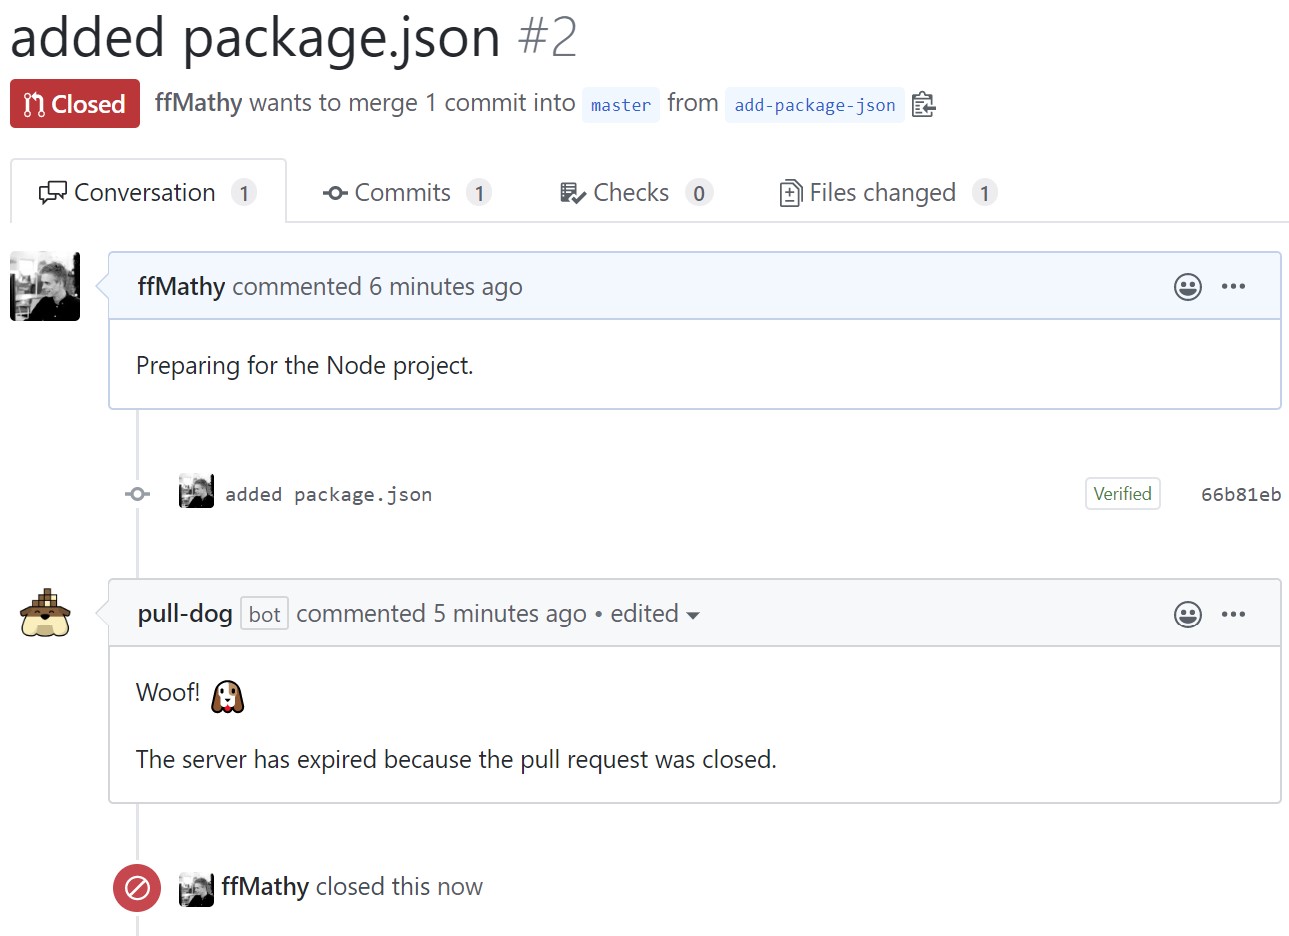 added package.json #2
Closed ffMathy wants to merge 1 commit into master from add-package-json
Conversation 1 Commits 1 Checks 0 Files changed 1
ffMathy commented 6 minutes ago
Preparing for the Node project.
added package.json Verified 66b81eb
pull-dog bot commented 5 minutes ago • edited
Woof!
The server has expired because the pull request was closed.
ffMathy closed this now